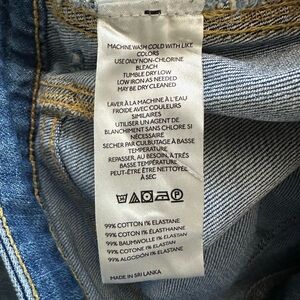 MACHINE WASH COLD WITH LIKE
COLORS
USE ONLY NON-CHLORINE
BLEACH
TUMBLE DRY LOW
LOW IRON AS NEEDED
MAY BE DRY CLEANED
LAVER À LA MACHINE À L'EAU
FROIDE AVEC COULEURS
SIMILAIRES
UTILISER UN AGENT DE
BLANCHIMENT SANS CHLORE SI
NÉCESSAIRE
SECHER PAR CULBUTAGE À BASSE
TEMPÉRATURE
REPASSER, AU BESOIN, À TRÈS
BASSE TEMPÉRATURE
PEUT-ÊTRE ÊTRE NETTOYÉ
À SEC
P
99% COTTON 1% ELASTANE
99% COTON 1% ÉLASTHANNE
99% BAUMWOLLE 1% ELASTAN
99% COTONE 1% ELASTAN
99% ALGODÓN 1% ELASTANO
MADE IN SRI LANKA